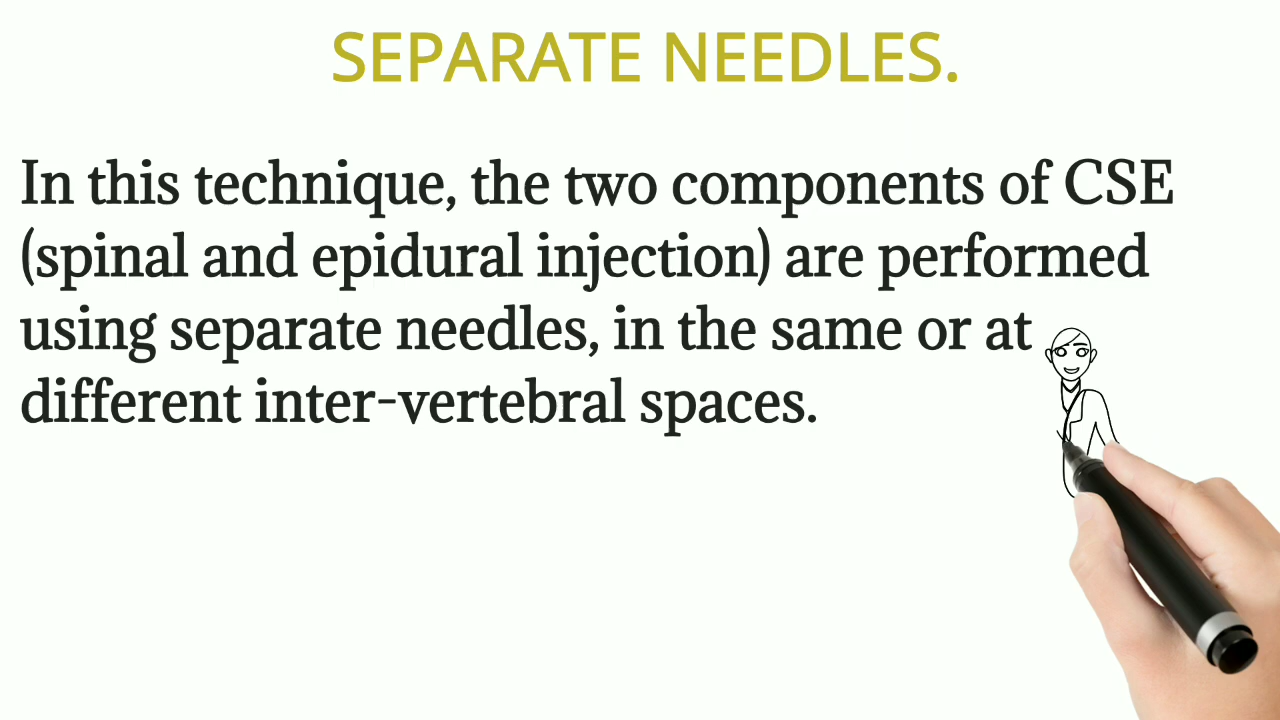 SEPARATE NEEDLES.
In this technique, the two components of CSE
(spinal and epidural injection) are performed
using separate needles, in the same or at
different inter-vertebral spaces.